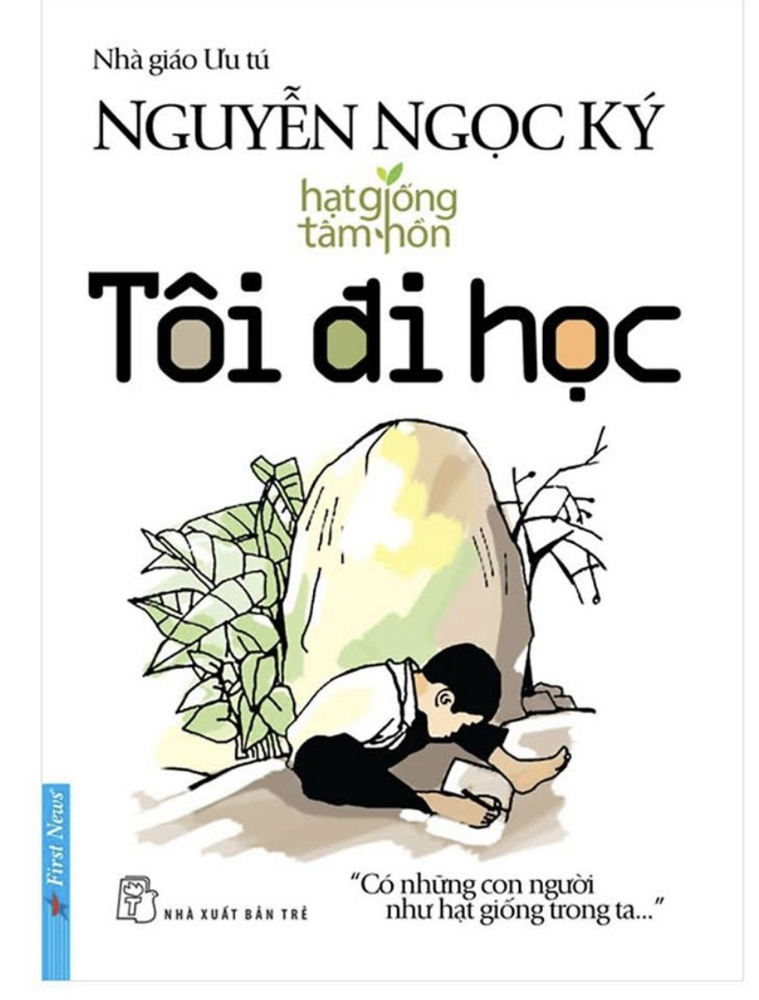 Nhà giáo Ưu tú
NGUYỄN NGỌC KÝ
hạt giống
tâm hồn
Tôi đi học
First News
T
NHÀ XUẤT BẢN TRẺ
“Có những con người
như hạt giống trong ta...”